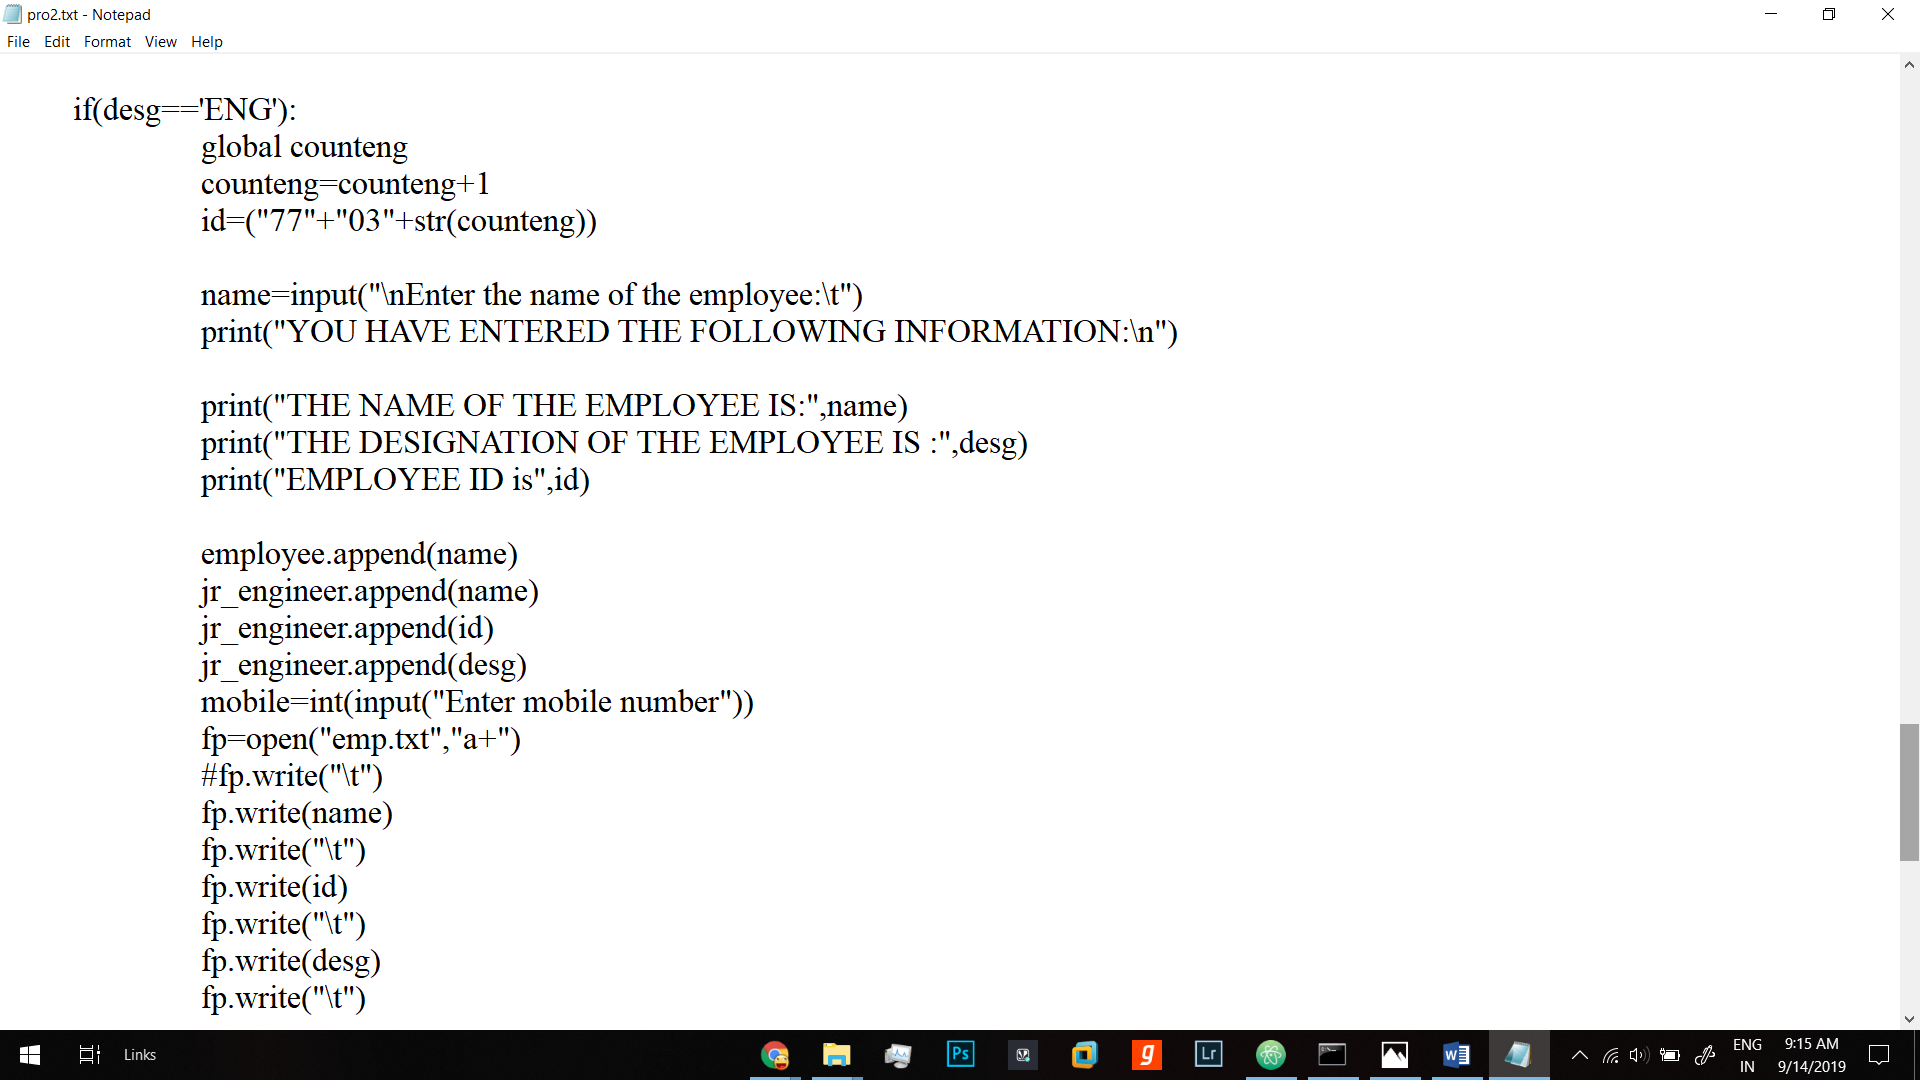 pro2.txt - Notepad
File Edit Format View Help
if(desg=='ENG'):
global counteng
counteng=counteng+1
id=("77"+"03"+str(counteng))
name=input("\nEnter the name of the employee:\t")
print("YOU HAVE ENTERED THE FOLLOWING INFORMATION:\n")
print("THE NAME OF THE EMPLOYEE IS:",name)
print("THE DESIGNATION OF THE EMPLOYEE IS :",desg)
print("EMPLOYEE ID is",id)
employee.append(name)
jr_engineer.append(name)
jr_engineer.append(id)
jr_engineer.append(desg)
mobile=int(input("Enter mobile number"))
fp=open("emp.txt","a+")
#fp.write("\t")
fp.write(name)
fp.write("\t")
fp.write(id)
fp.write("\t")
fp.write(desg)
fp.write("\t")
Links
Ps
g
Lr
W
ENG
IN
9:15 AM
9/14/2019